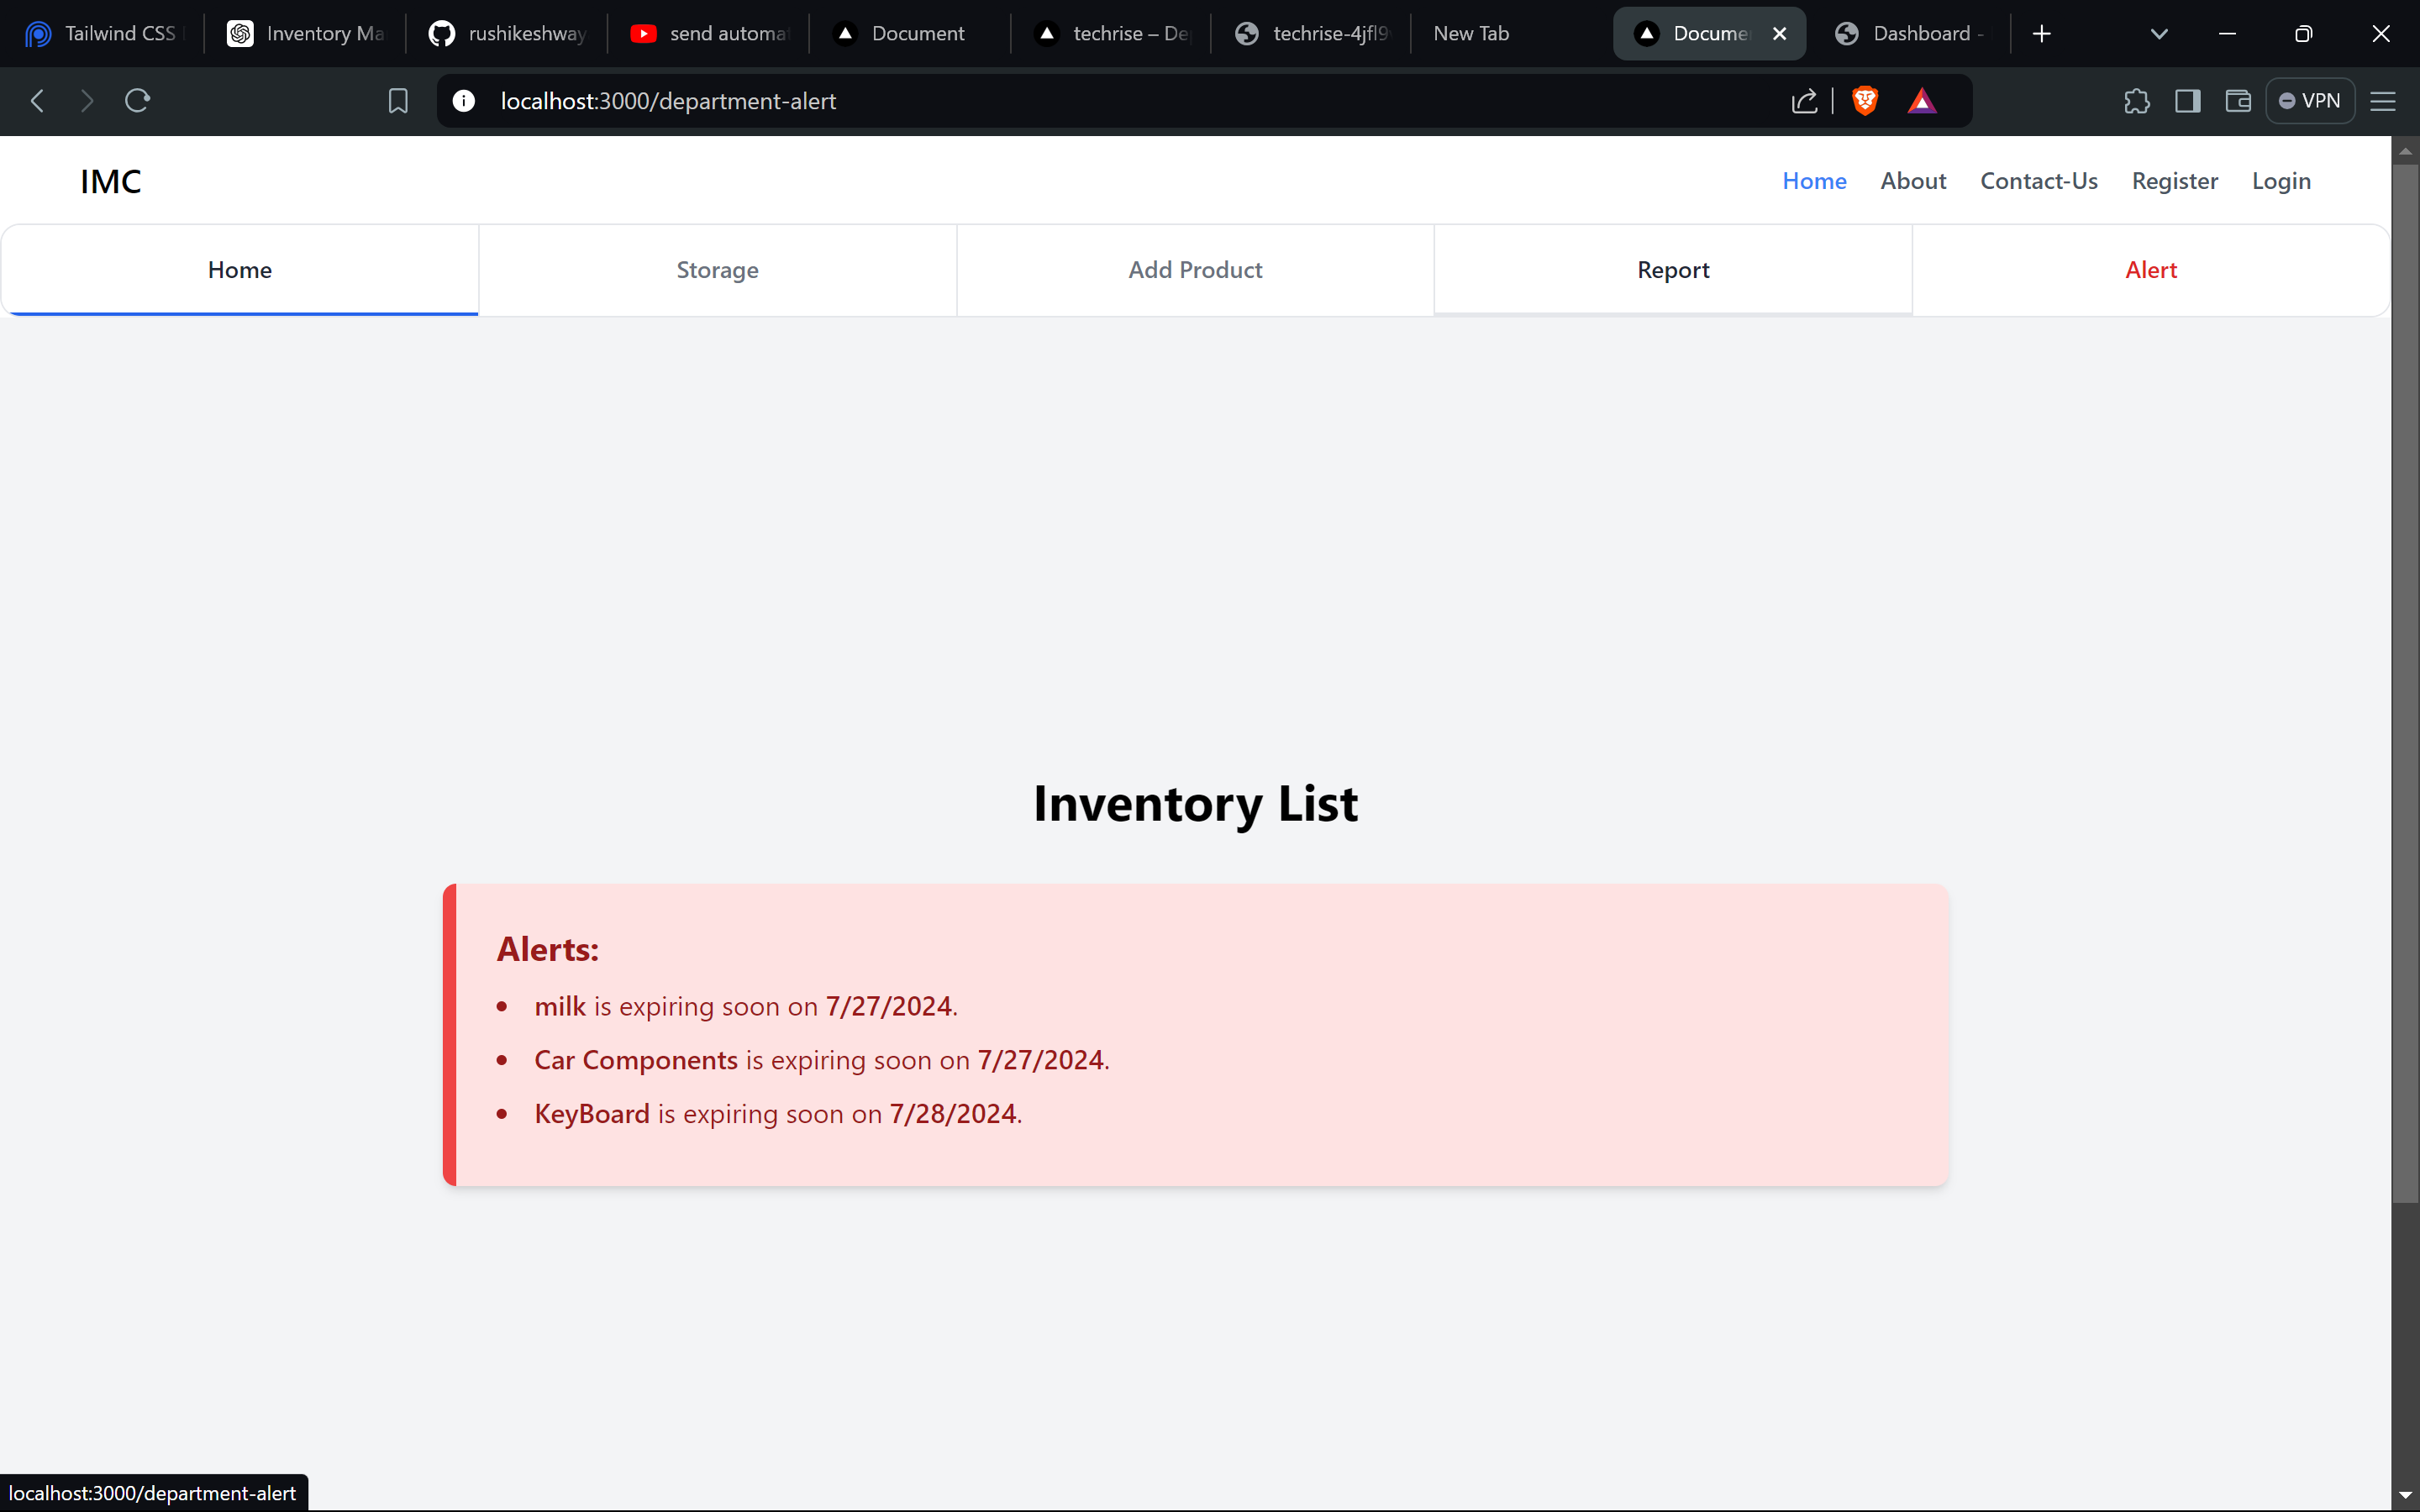 Tailwind CSS
Inventory Ma
rushikeshway
send automat
Document
techrise – De
techrise-4jfl9
New Tab
Docume
Dashboard -
localhost:3000/department-alert
VPN
IMC
Home
About
Contact-Us
Register
Login
Home
Storage
Add Product
Report
Alert
Inventory List
Alerts:
milk is expiring soon on 7/27/2024.
Car Components is expiring soon on 7/27/2024.
KeyBoard is expiring soon on 7/28/2024.
localhost:3000/department-alert